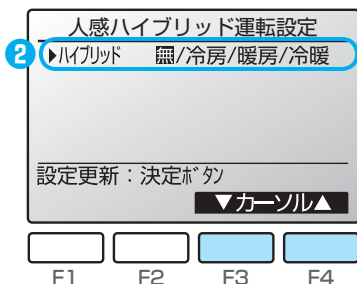 人感ハイブリッド運転設定
2 ▶ハイブリッド /冷房/暖房/冷暖
設定更新：決定ボタン
▼カーソル▲
F1 F2 F3 F4